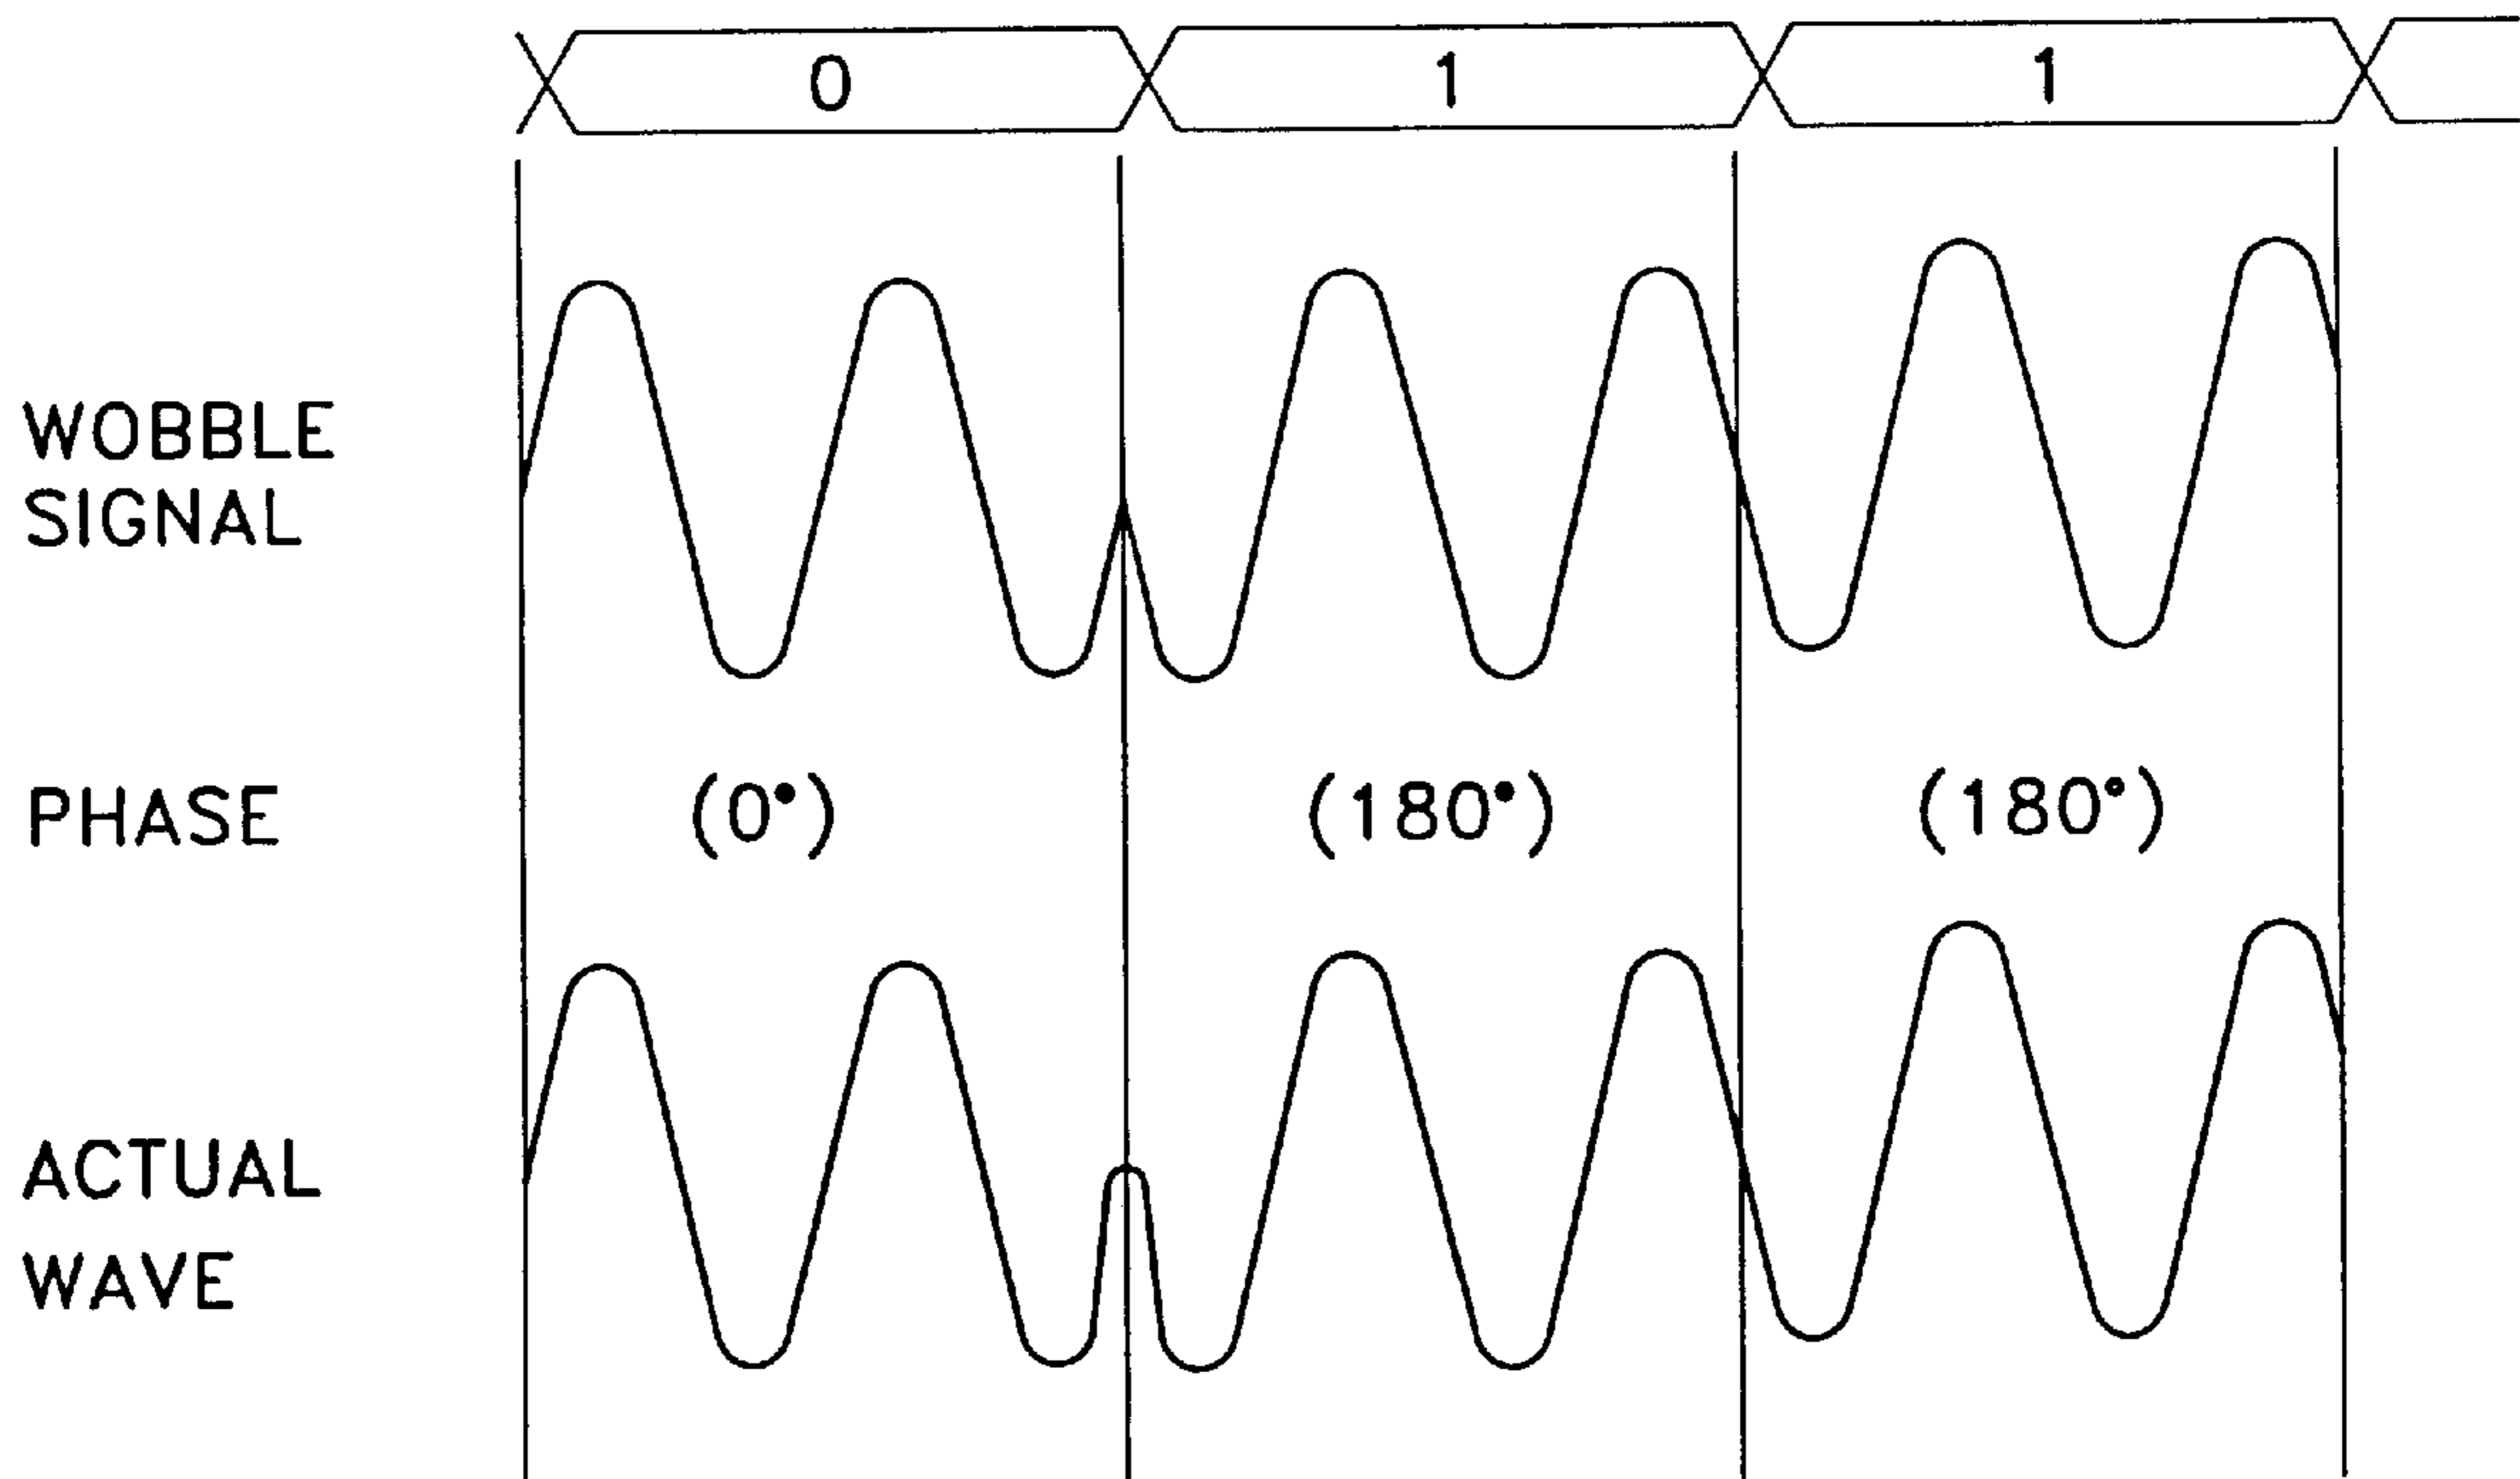 0 1 1
WOBBLE
SIGNAL
PHASE (0°) (180°) (180°)
ACTUAL
WAVE